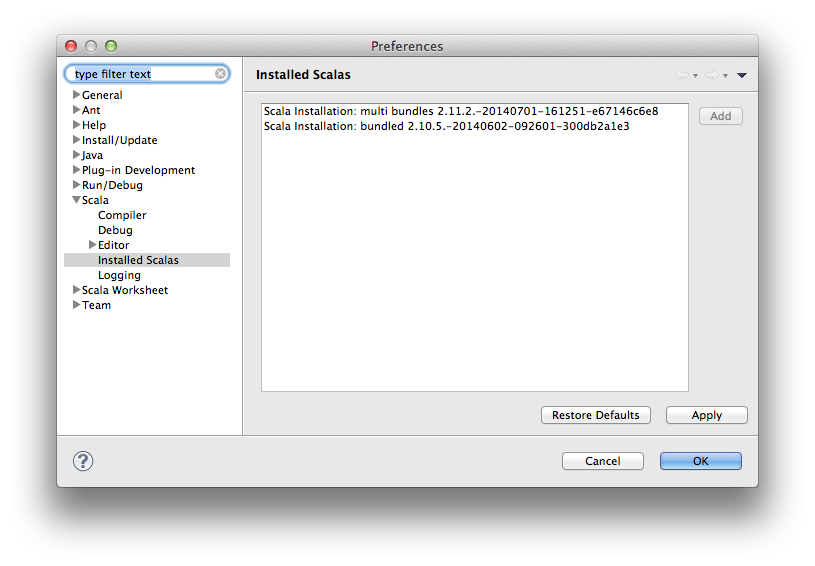 Preferences
type filter text
General
Ant
Help
Install/Update
Java
Plug-in Development
Run/Debug
Scala
Compiler
Debug
Editor
Installed Scalas
Logging
Scala Worksheet
Team
Installed Scalas
Scala Installation: multi bundles 2.11.2.-20140701-161251-e67146c6e8
Scala Installation: bundled 2.10.5.-20140602-092601-300db2a1e3
Add
Restore Defaults
Apply
?
Cancel
OK